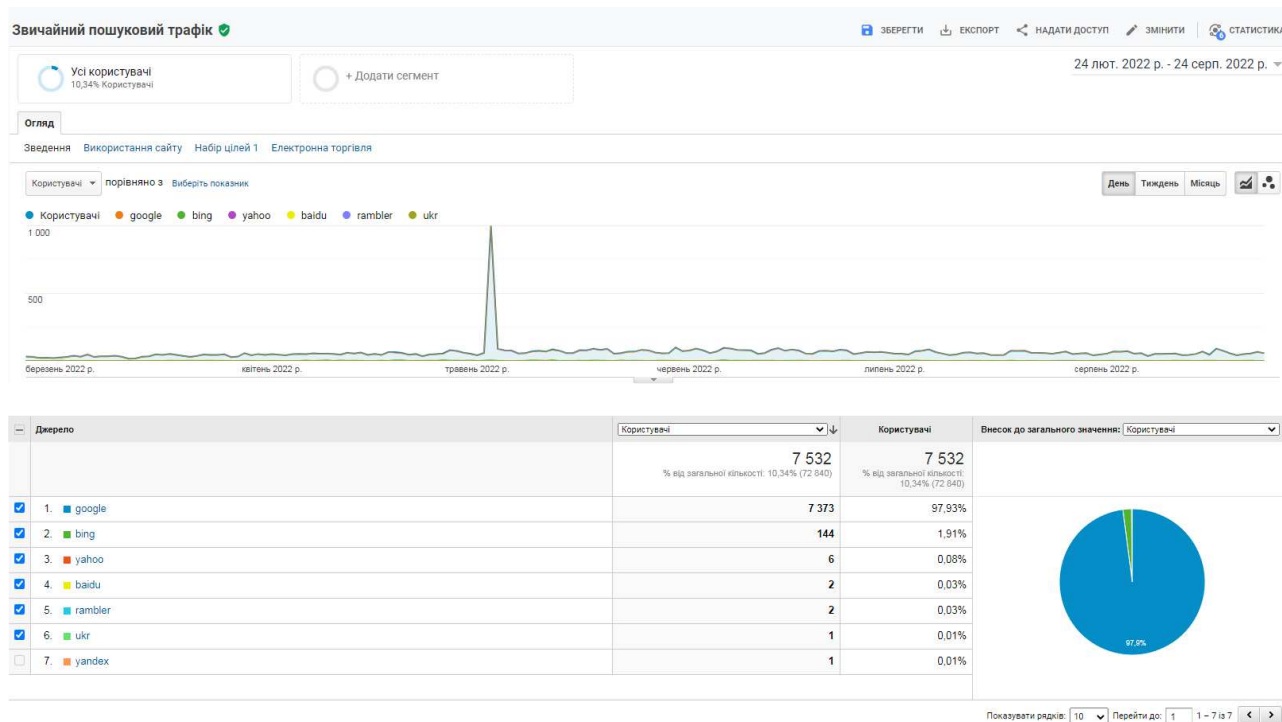 Звичайний пошуковий трафік
ЗБЕРЕГТИ ЕКСПОРТ НАДАТИ ДОСТУП ЗМІНИТИ СТАТИСТИКА
6
Усі користувачі
10,34% Користувачі
+ Додати сегмент
24 лют. 2022 р. - 24 серп. 2022 р.
Огляд
Зведення Використання сайту Набір цілей 1 Електронна торгівля
Користувачі порівняно з Виберіть показник
День Тиждень Місяць
Користувачі google bing yahoo baidu rambler ukr
1 000
500
березень 2022 р. квітень 2022 р. травень 2022 р. червень 2022 р. липень 2022 р. серпень 2022 р.
Джерело Користувачі Користувачі Внесок до загального значення: Користувачі
7 532 7 532
% від загальної кількості: 10,34% (72 840) % від загальної кількості:
10,34% (72 840)
1. google 7 373 97,93%
2. bing 144 1,91%
3. yahoo 6 0,08%
4. baidu 2 0,03%
5. rambler 2 0,03%
6. ukr 1 0,01%
7. yandex 1 0,01%
97,9%
Показувати рядків: 10 Перейти до: 1 1 – 7 із 7